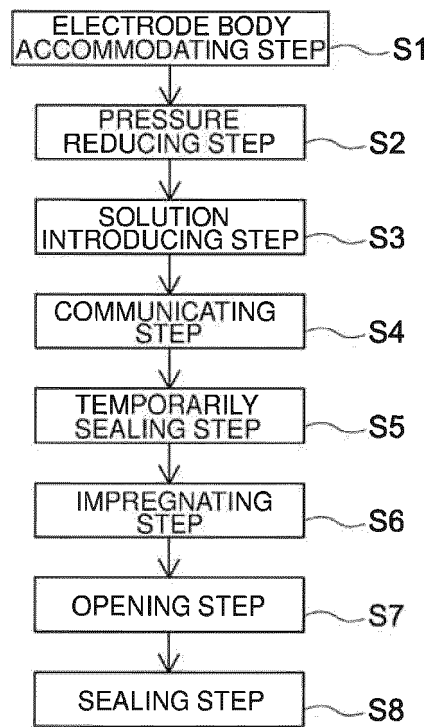 ELECTRODE BODY
ACCOMMODATING STEP
S1
PRESSURE
REDUCING STEP
S2
SOLUTION
INTRODUCING STEP
S3
COMMUNICATING
STEP
S4
TEMPORARILY
SEALING STEP
S5
IMPREGNATING
STEP
S6
OPENING STEP
S7
SEALING STEP
S8